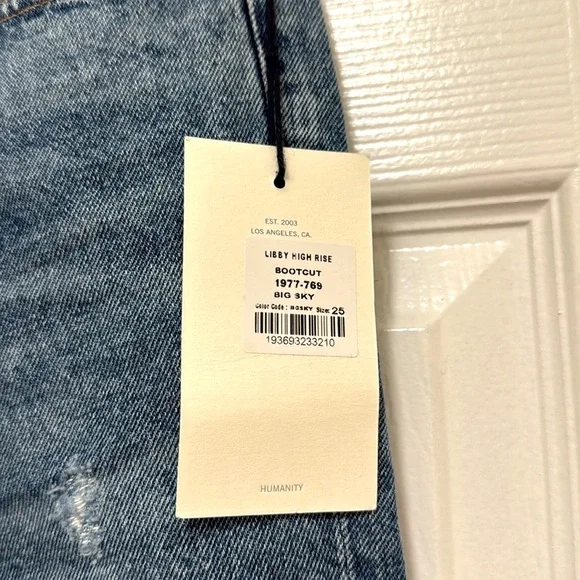 EST. 2003
LOS ANGELES, CA.
LIBBY HIGH RISE
BOOTCUT
1977-769
BIG SKY
Color Code : BGSKY Size: 25
193693233210
HUMANITY